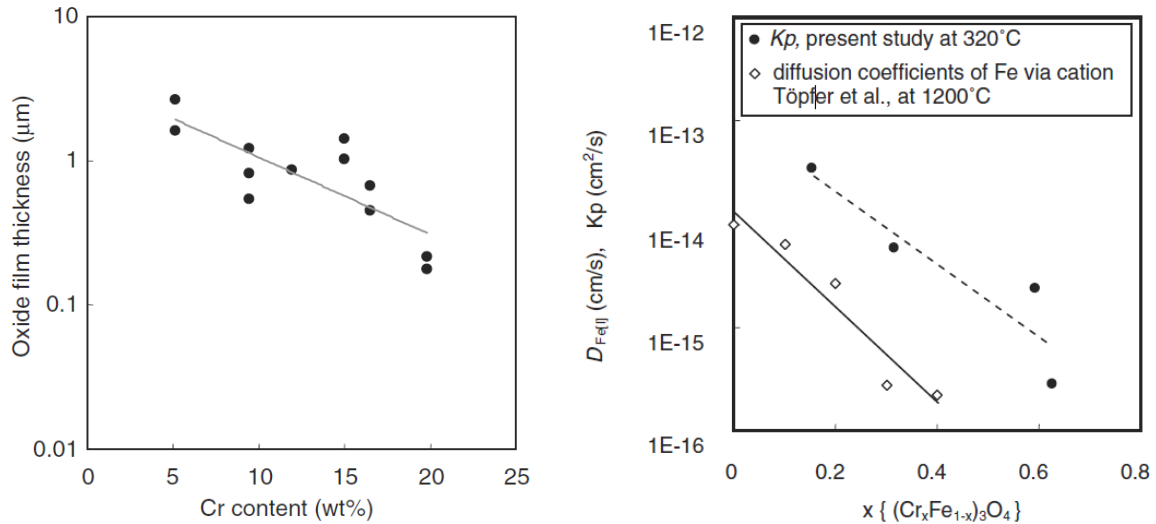 10
1
0.1
0.01
0
5
10
15
20
25
Oxide film thickness (μm)
Cr content (wt%)
1E-12
1E-13
1E-14
1E-15
1E-16
0
0.2
0.4
0.6
0.8
D Fe[I] (cm/s), Kp (cm²/s)
x { (CrₓFe₁₋ₓ)₃O₄ }
Kp, present study at 320°C
diffusion coefficients of Fe via cation
Töpfer et al., at 1200°C